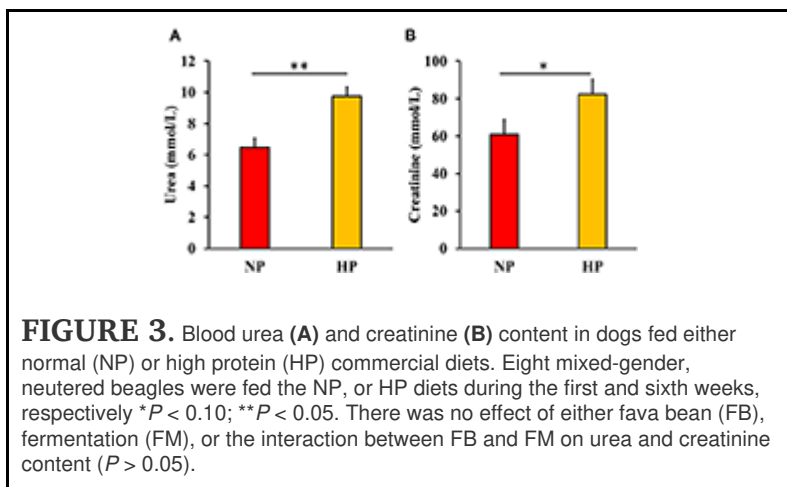 A B
12
10
8
6
4
2
0
Urea (mmol/L)
**
NP HP
100
80
60
40
20
0
Creatinine (mmol/L)
*
NP HP
FIGURE 3. Blood urea (A) and creatinine (B) content in dogs fed either
normal (NP) or high protein (HP) commercial diets. Eight mixed-gender,
neutered beagles were fed the NP, or HP diets during the first and sixth weeks,
respectively *P < 0.10; **P < 0.05. There was no effect of either fava bean (FB),
fermentation (FM), or the interaction between FB and FM on urea and creatinine
content (P > 0.05).